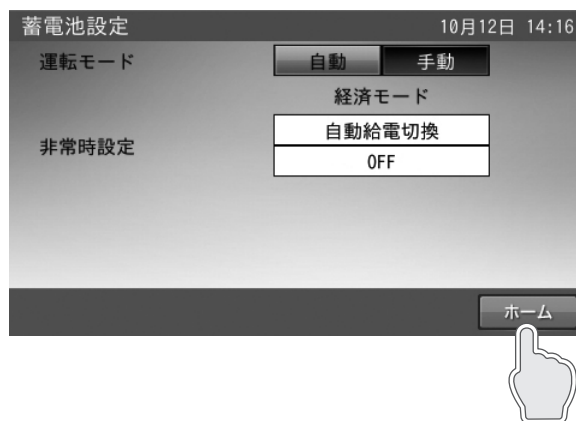 蓄電池設定 10月12日 14:16
運転モード 自動 手動
経済モード
非常時設定 自動給電切換
OFF
ホーム